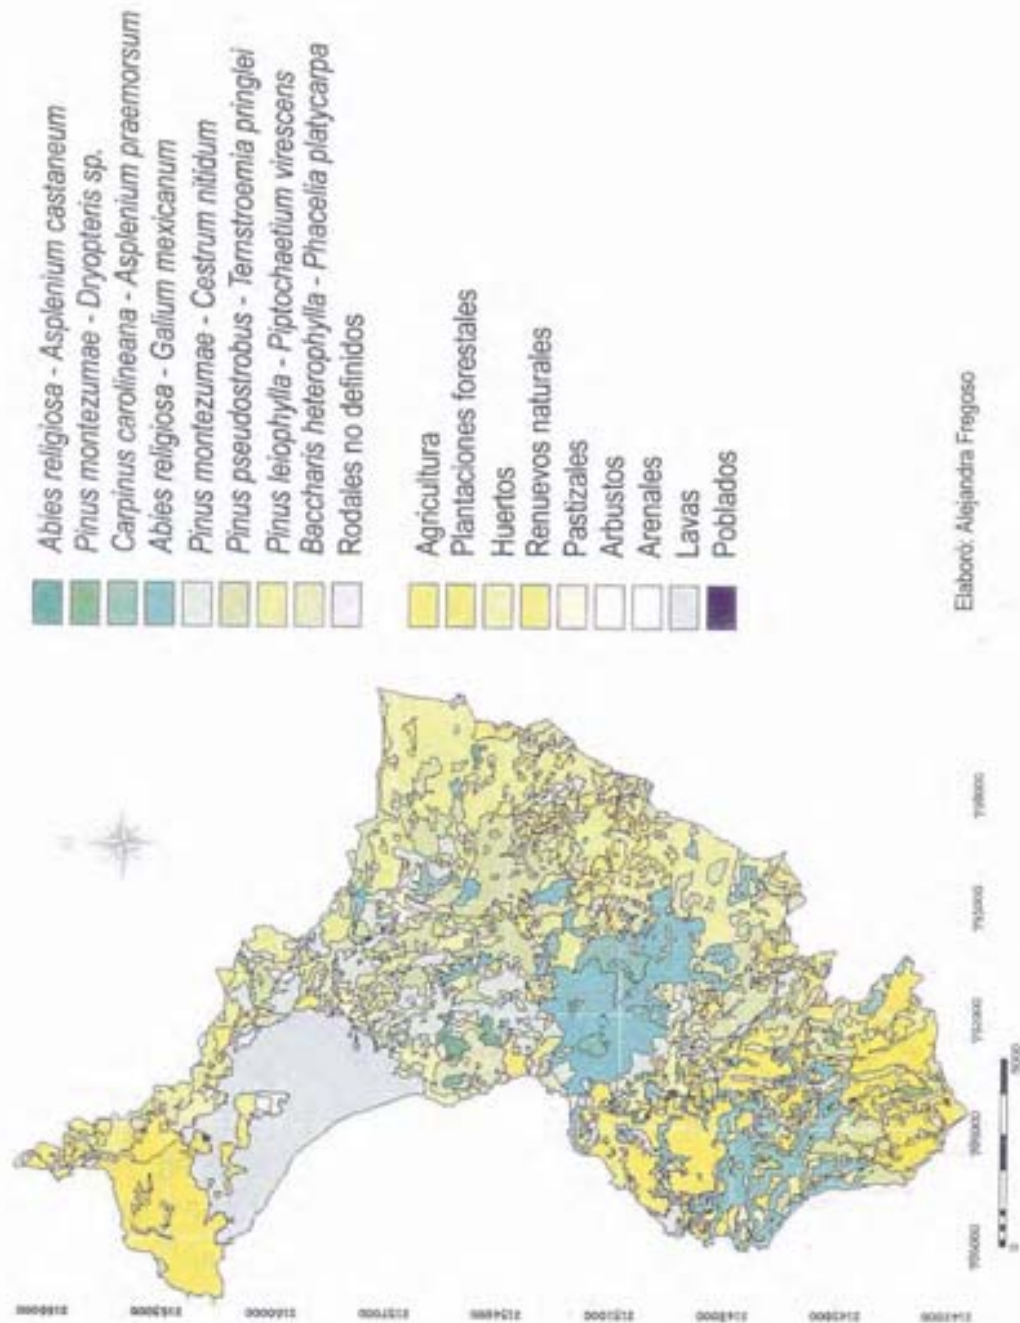 Abies religiosa - Asplenium castaneum
Pinus montezumae - Dryopteris sp.
Carpinus carolineana - Asplenium praemorsum
Abies religiosa - Galium mexicanum
Pinus montezumae - Cestrum nitidum
Pinus pseudostrobus - Ternstroemia pringlei
Pinus leiophylla - Piptochaetium virescens
Baccharis heterophylla - Phacelia platycarpa
Rodales no definidos
Agricultura
Plantaciones forestales
Huertos
Renuevos naturales
Pastizales
Arbustos
Arenales
Lavas
Poblados
Elaboró: Alejandra Fregoso
0